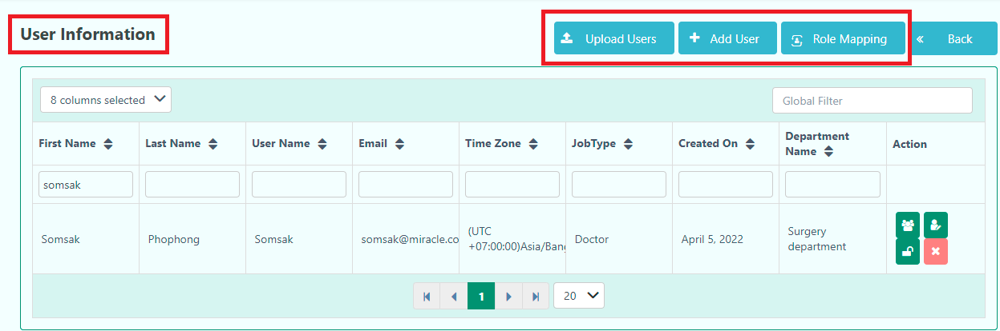 User Information
Upload Users
Add User
Role Mapping
Back
8 columns selected
Global Filter
First Name
Last Name
User Name
Email
Time Zone
JobType
Created On
Department
Name
Action
somsak
Somsak
Phophong
Somsak
somsak@miracle.co
(UTC
+07:00:00)Asia/Bang
Doctor
April 5, 2022
Surgery
department
1
20